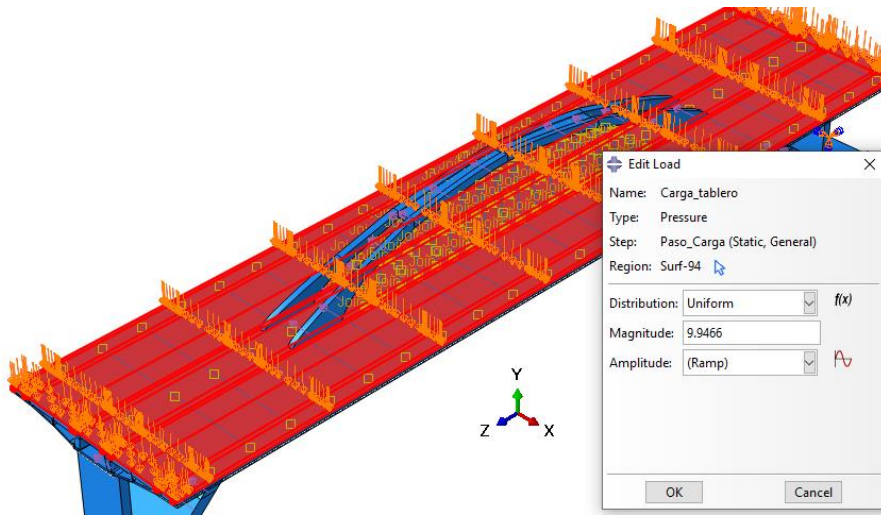 Edit Load
Name: Carga_tablero
Type: Pressure
Step: Paso_Carga (Static, General)
Region: Surf-94
Distribution: Uniform f(x)
Magnitude: 9.9466
Amplitude: (Ramp)
OK Cancel
Y
Z X